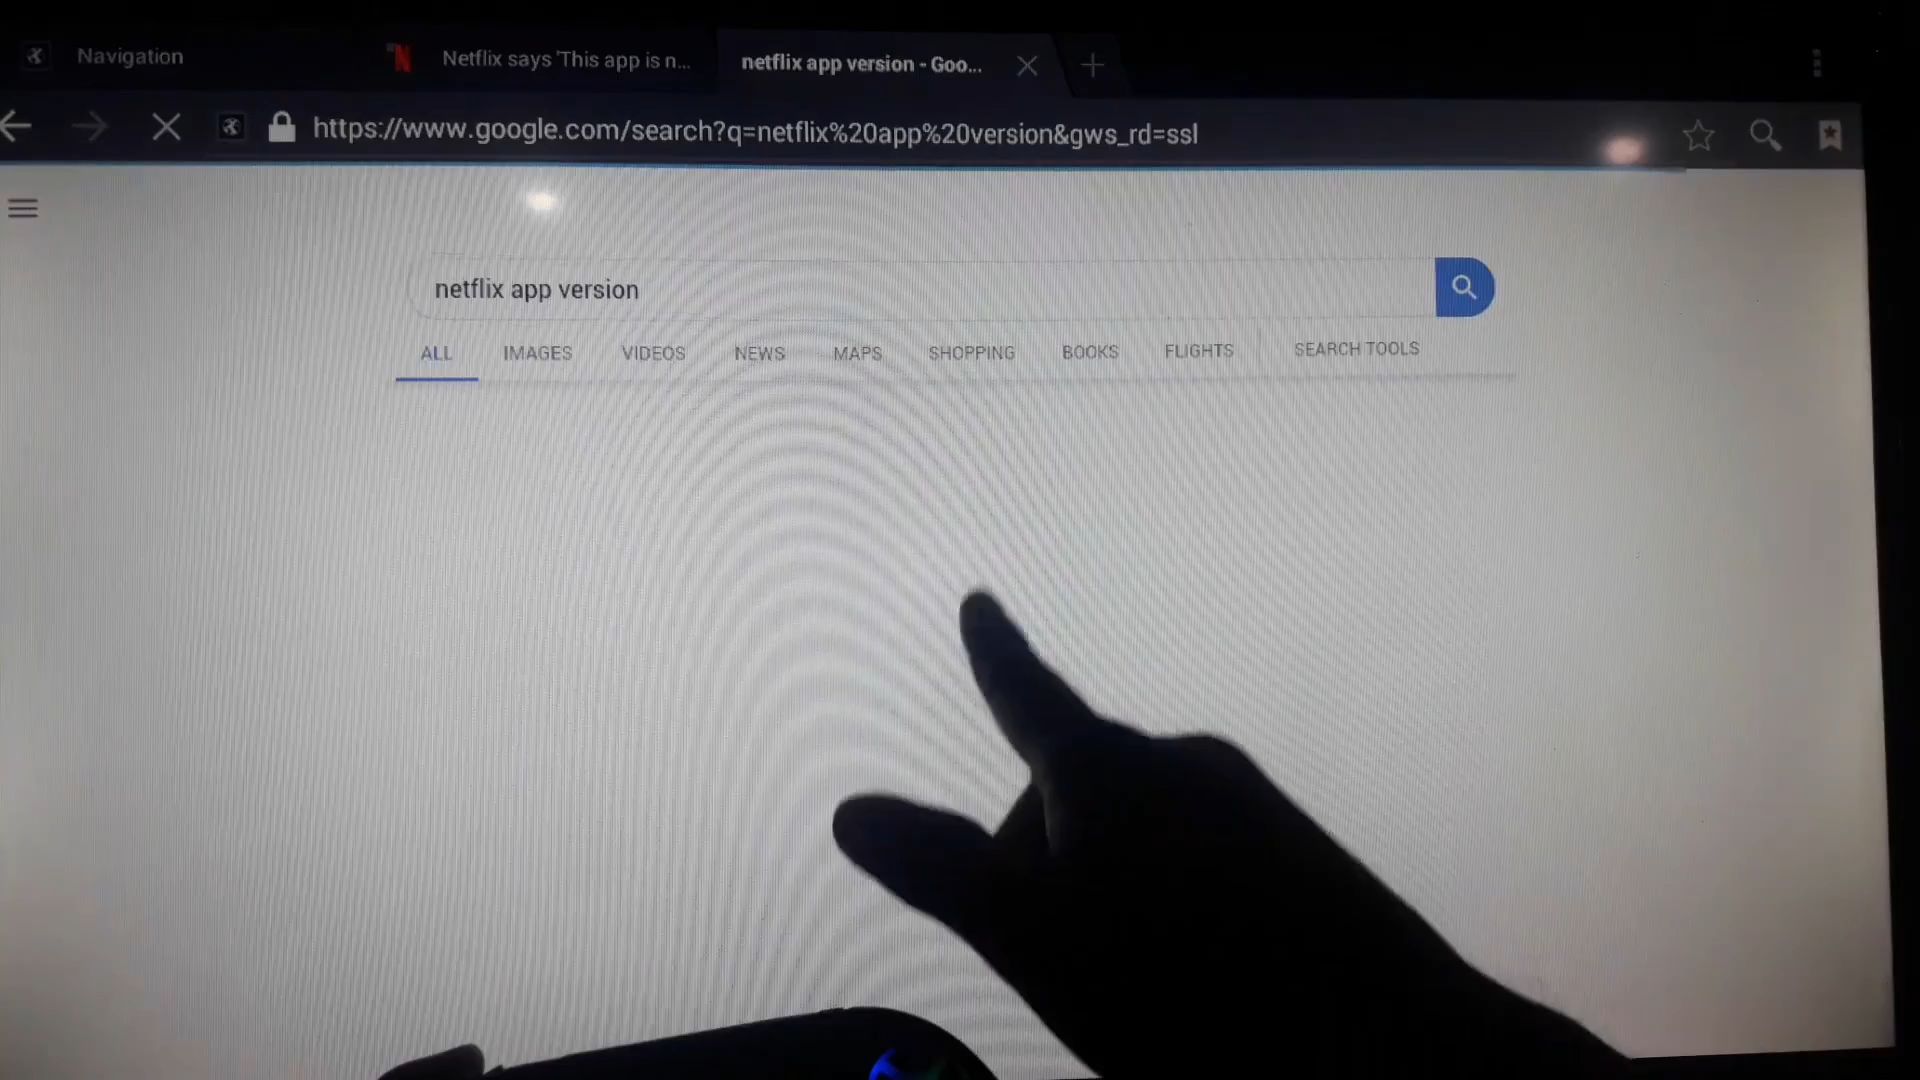 Navigation
Netflix says 'This app is n...
netflix app version - Goo...
https://www.google.com/search?q=netflix%20app%20version&gws_rd=ssl
netflix app version
ALL IMAGES VIDEOS NEWS MAPS SHOPPING BOOKS FLIGHTS SEARCH TOOLS